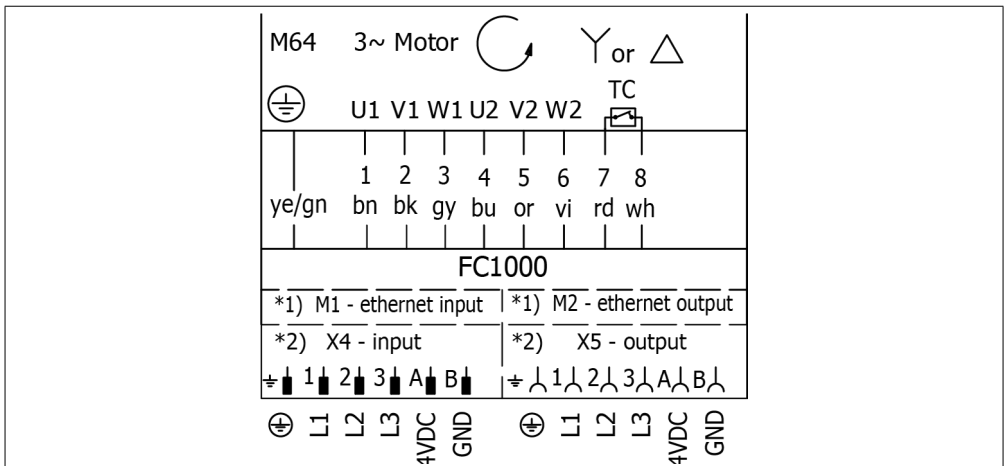 M64 3~ Motor Y or △
TC
U1 V1 W1 U2 V2 W2
1 2 3 4 5 6 7 8
ye/gn bn bk gy bu or vi rd wh
FC1000
*1) M1 - ethernet input *1) M2 - ethernet output
*2) X4 - input *2) X5 - output
1 2 3 A B 1 2 3 A B
L1 L2 L3 4VDC GND L1 L2 L3 4VDC GND